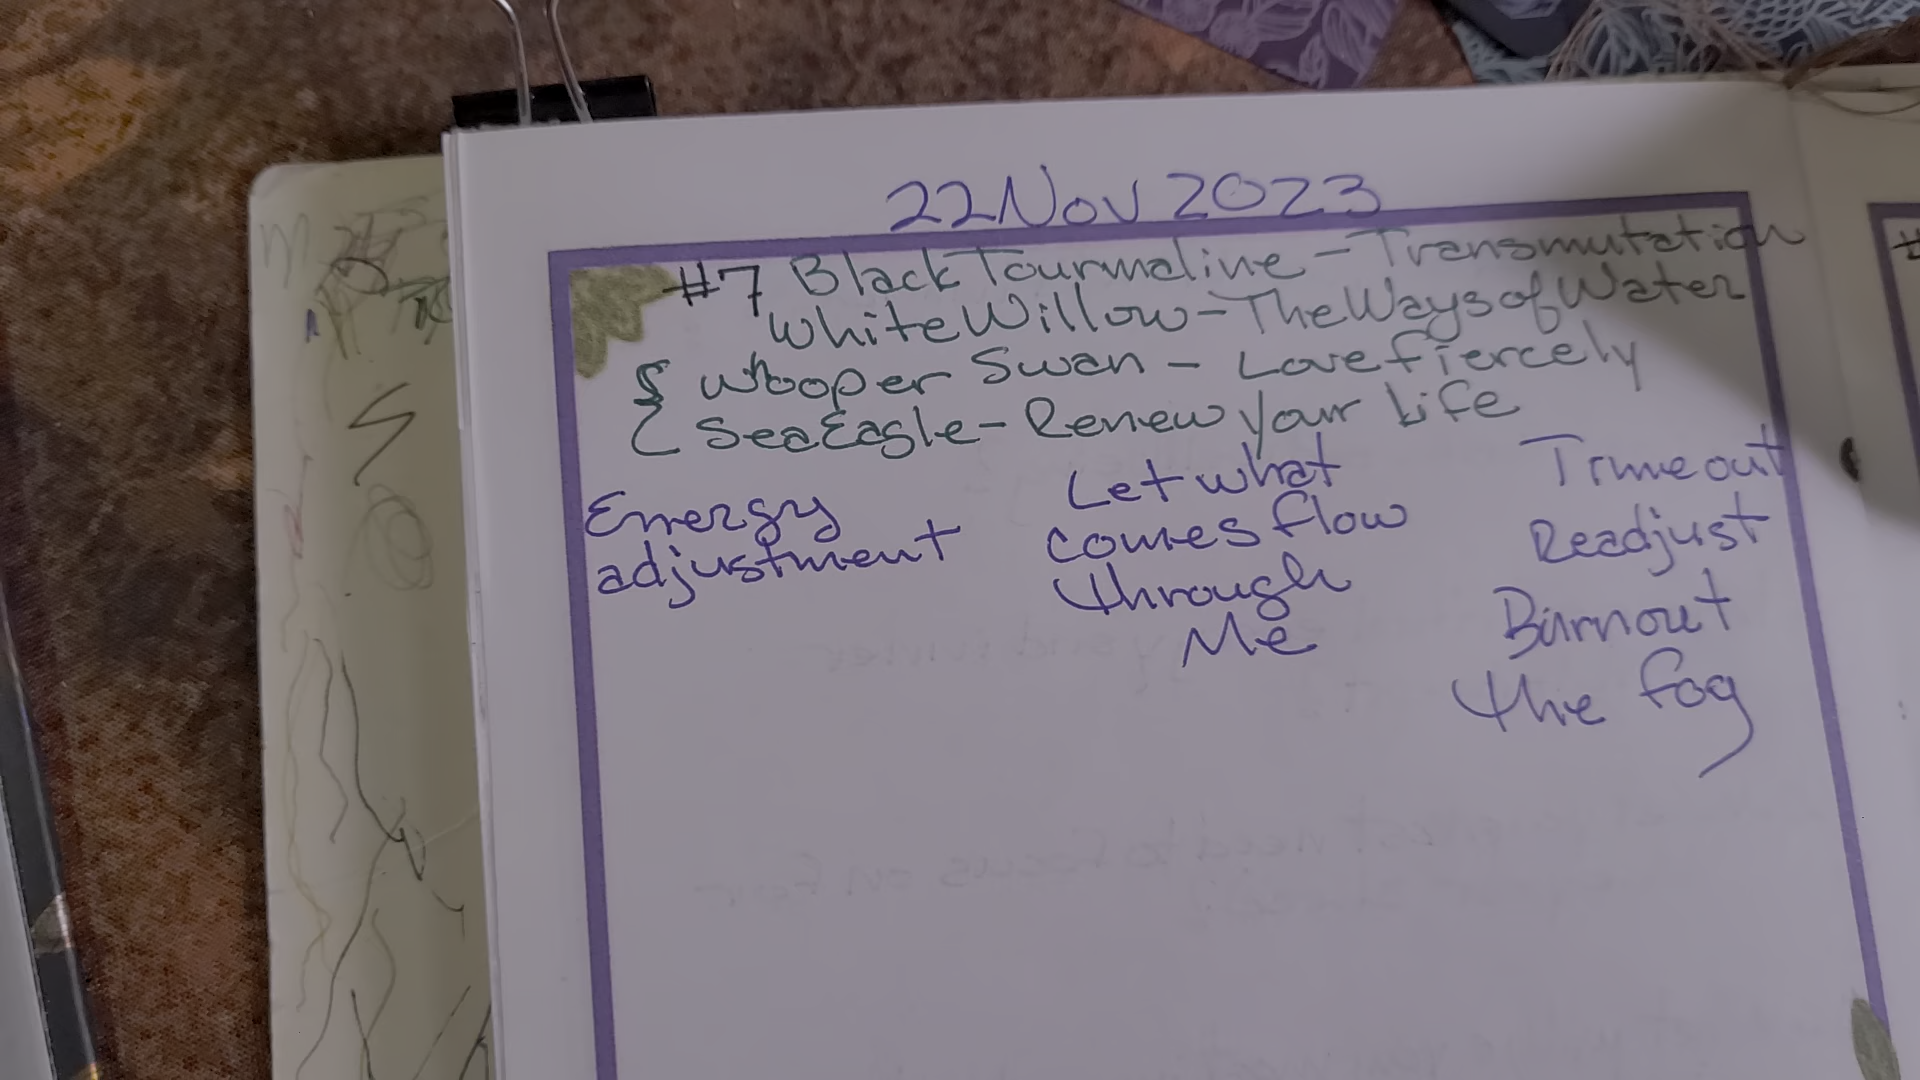 22 Nov 2023
#7 Black Tourmaline - Transmutation
White Willow - The Ways of Water
{ Whooper Swan - Love fiercely
Sea Eagle - Renew Your Life
Energy
adjustment
Let what
comes flow
through
Me
Time out
Readjust
Burnout
the fog